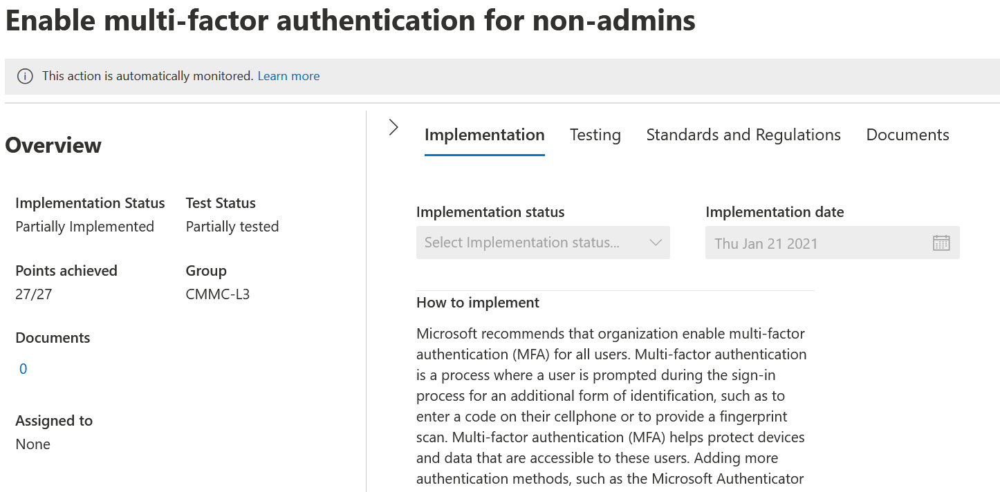 Enable multi-factor authentication for non-admins
This action is automatically monitored. Learn more
Overview
Implementation Status
Test Status
Partially Implemented
Partially tested
Points achieved
Group
27/27
CMMC-L3
Documents
0
Assigned to
None
Implementation
Testing
Standards and Regulations
Documents
Implementation status
Implementation date
Select Implementation status...
Thu Jan 21 2021
How to implement
Microsoft recommends that organization enable multi-factor
authentication (MFA) for all users. Multi-factor authentication
is a process where a user is prompted during the sign-in
process for an additional form of identification, such as to
enter a code on their cellphone or to provide a fingerprint
scan. Multi-factor authentication (MFA) helps protect devices
and data that are accessible to these users. Adding more
authentication methods, such as the Microsoft Authenticator